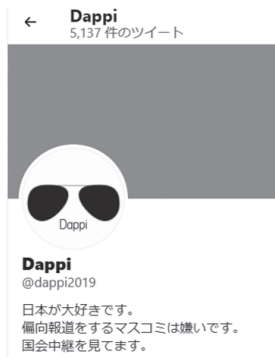 Dappi
5,137 件のツイート
Dappi
Dappi
@dappi2019
日本が大好きです。
偏向報道をするマスコミは嫌いです。
国会中継を見てます。